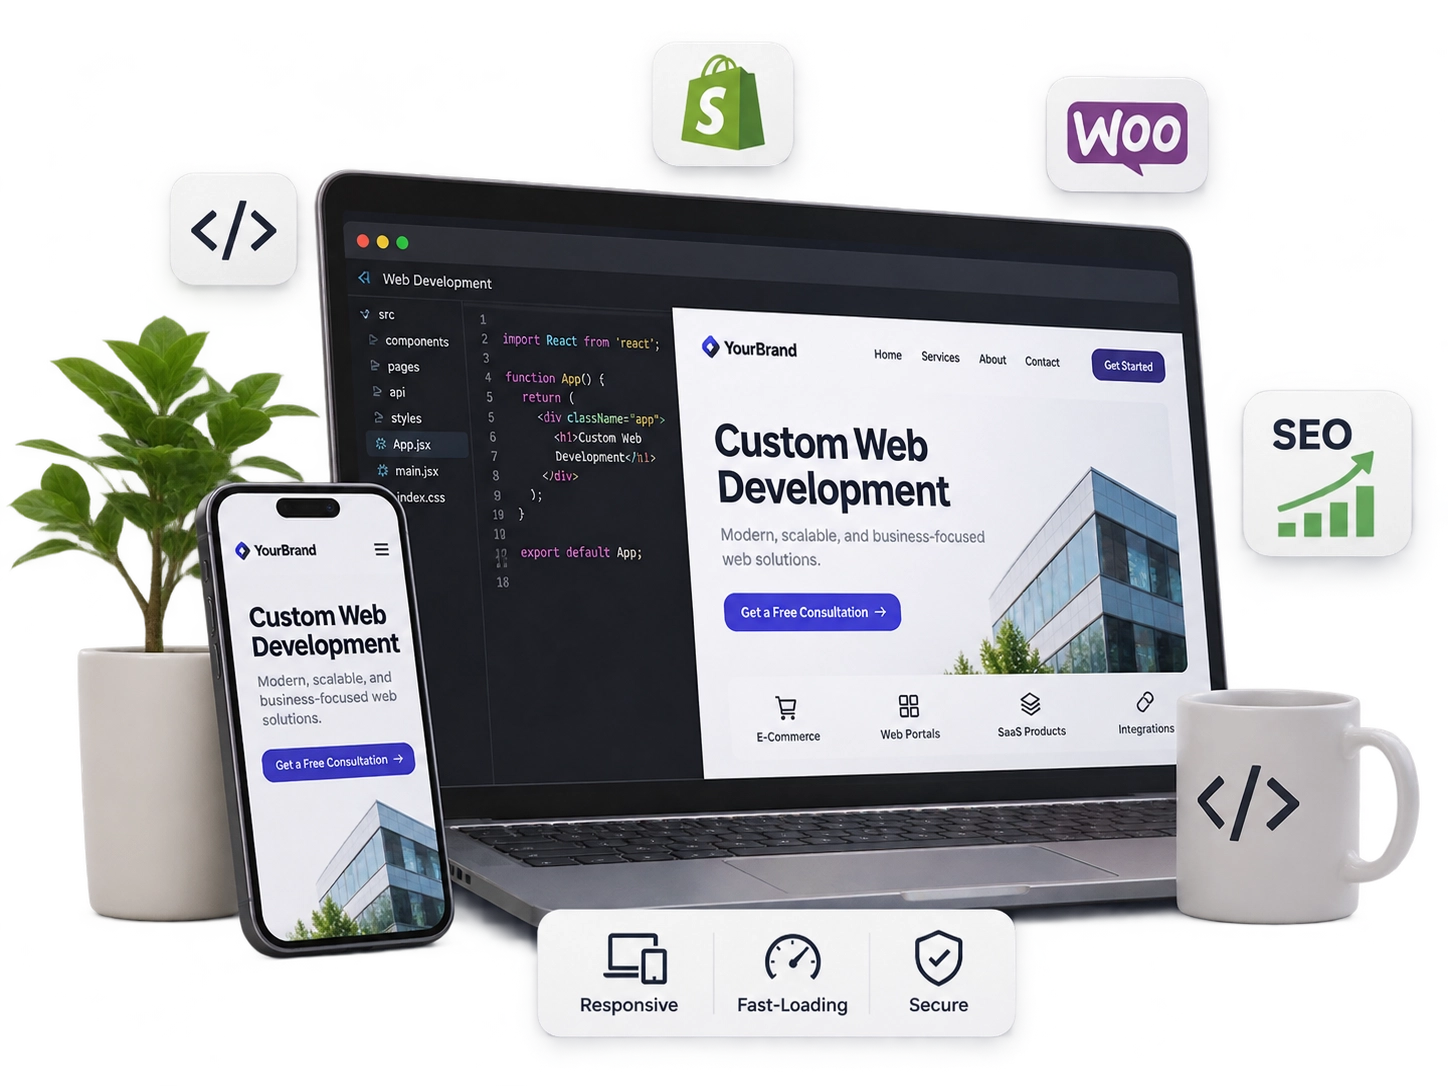 S
Woo
</>
Web Development
src
components
pages
api
styles
App.jsx
main.jsx
index.css
1
2 import React from 'react';
3
4 function App() {
5 return (
5 <div className="app">
6 <h1>Custom Web
7 Development</h1>
8 </div>
9 );
19 }
18 export default App;
18
YourBrand
Home Services About Contact Get Started
Custom Web
Development
Modern, scalable, and business-focused
web solutions.
Get a Free Consultation →
E-Commerce Web Portals SaaS Products Integrations
SEO
YourBrand
Custom Web
Development
Modern, scalable, and
business-focused web
solutions.
Get a Free Consultation →
</>
Responsive Fast-Loading Secure